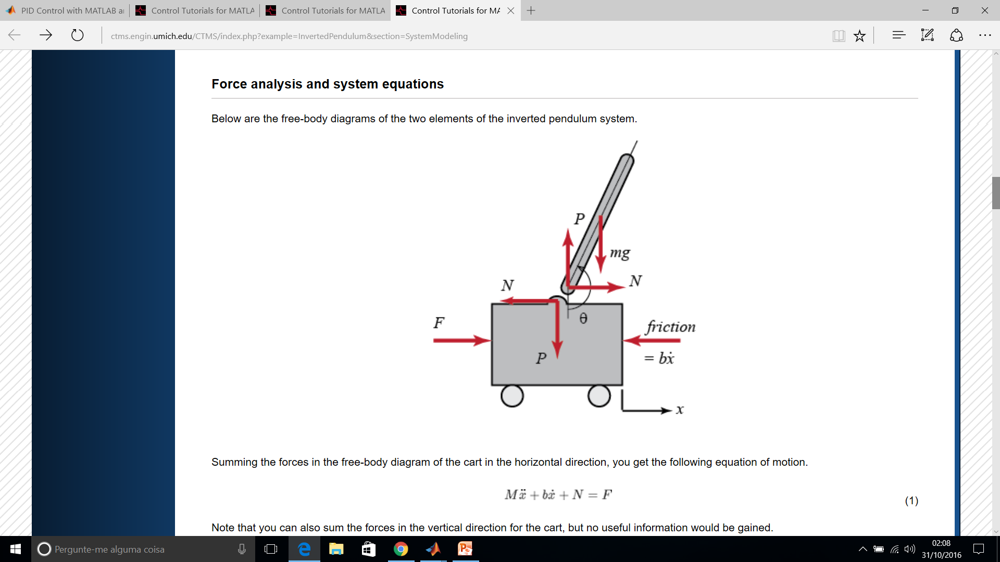 PID Control with MATLAB a
Control Tutorials for MATLA
Control Tutorials for MATLA
Control Tutorials for MA
ctms.engin.umich.edu/CTMS/index.php?example=InvertedPendulum&section=SystemModeling
Force analysis and system equations
Below are the free-body diagrams of the two elements of the inverted pendulum system.
P
mg
N
N
F
θ
friction
P
= bẋ
x
Summing the forces in the free-body diagram of the cart in the horizontal direction, you get the following equation of motion.
Mẍ + bẋ + N = F
(1)
Note that you can also sum the forces in the vertical direction for the cart, but no useful information would be gained.
Pergunte-me alguma coisa
02:08
31/10/2016